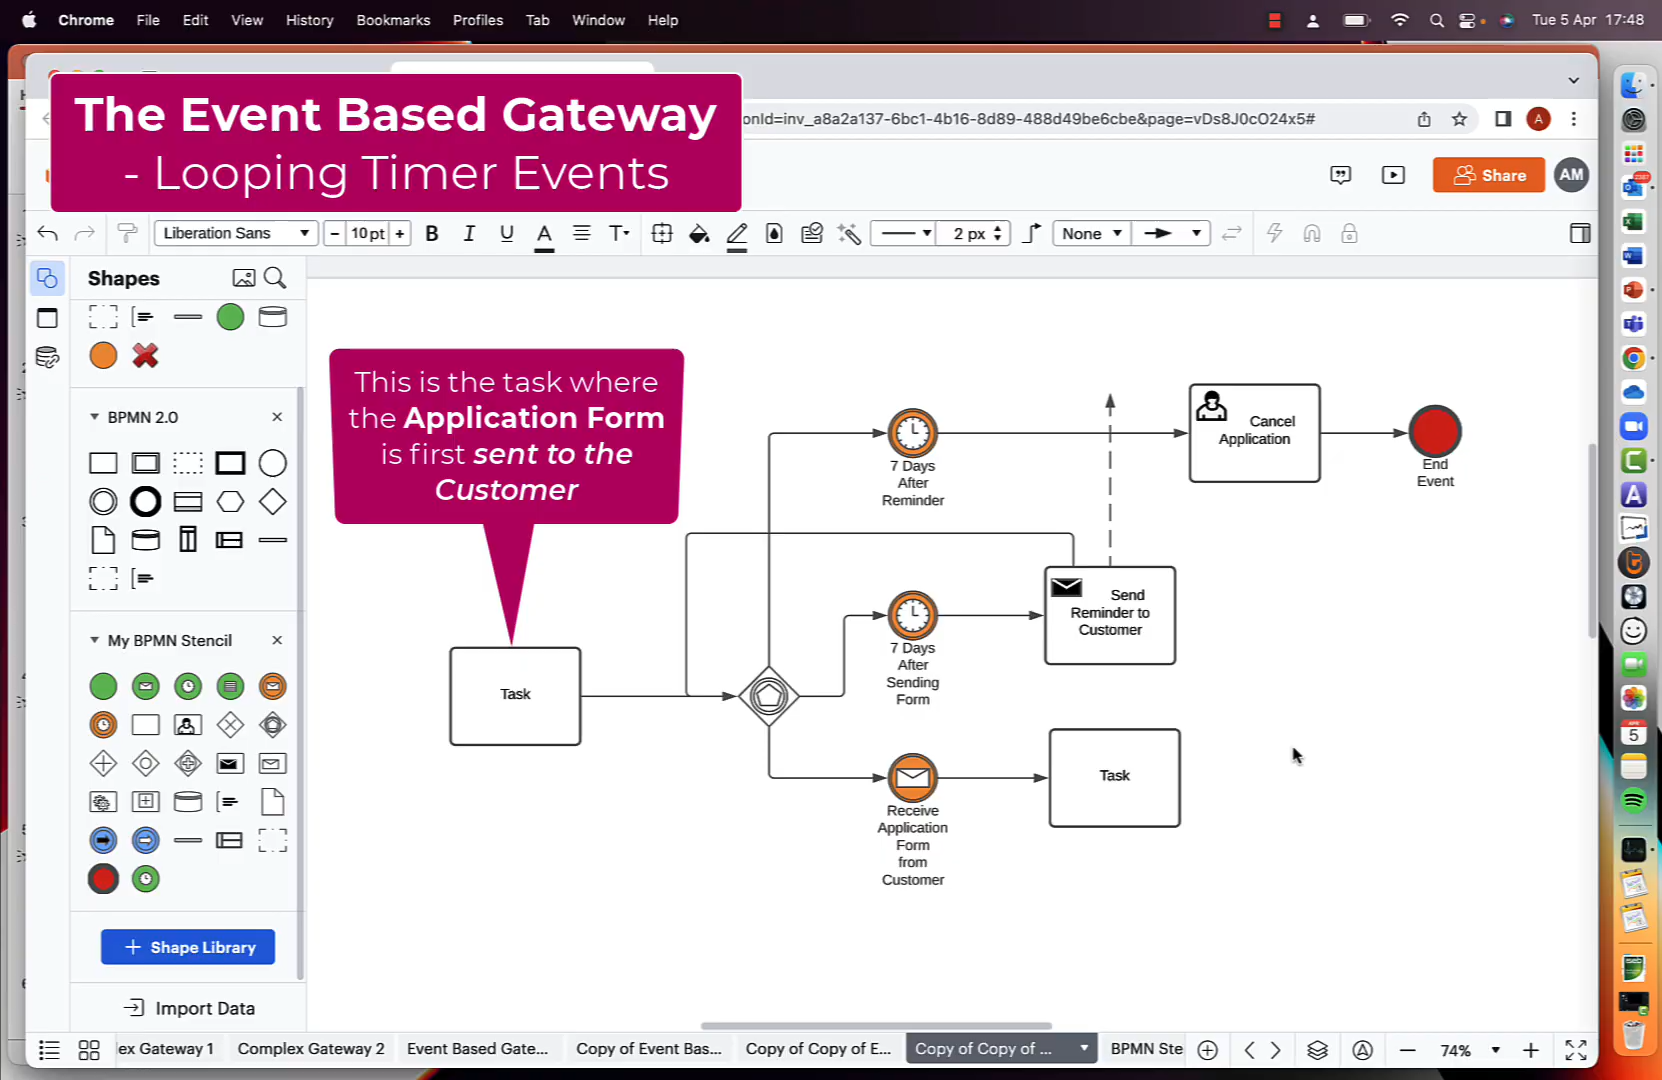 Chrome File Edit View History Bookmarks Profiles Tab Window Help
Tue 5 Apr 17:48
The Event Based Gateway
- Looping Timer Events
onId=inv_a8a2a137-6bc1-4b16-8d89-488d49be6cbe&page=vDs8J0cO24x5#
A
Share
AM
Liberation Sans
− 10 pt +
B I U A T
2 px
None
Shapes
BPMN 2.0
My BPMN Stencil
+ Shape Library
Import Data
This is the task where
the Application Form
is first sent to the
Customer
Task
7 Days
After
Reminder
Cancel
Application
End
Event
7 Days
After
Sending
Form
Send
Reminder to
Customer
Receive
Application
Form
from
Customer
Task
ex Gateway 1
Complex Gateway 2
Event Based Gate...
Copy of Event Bas...
Copy of Copy of E...
Copy of Copy of ...
BPMN Ste
74%